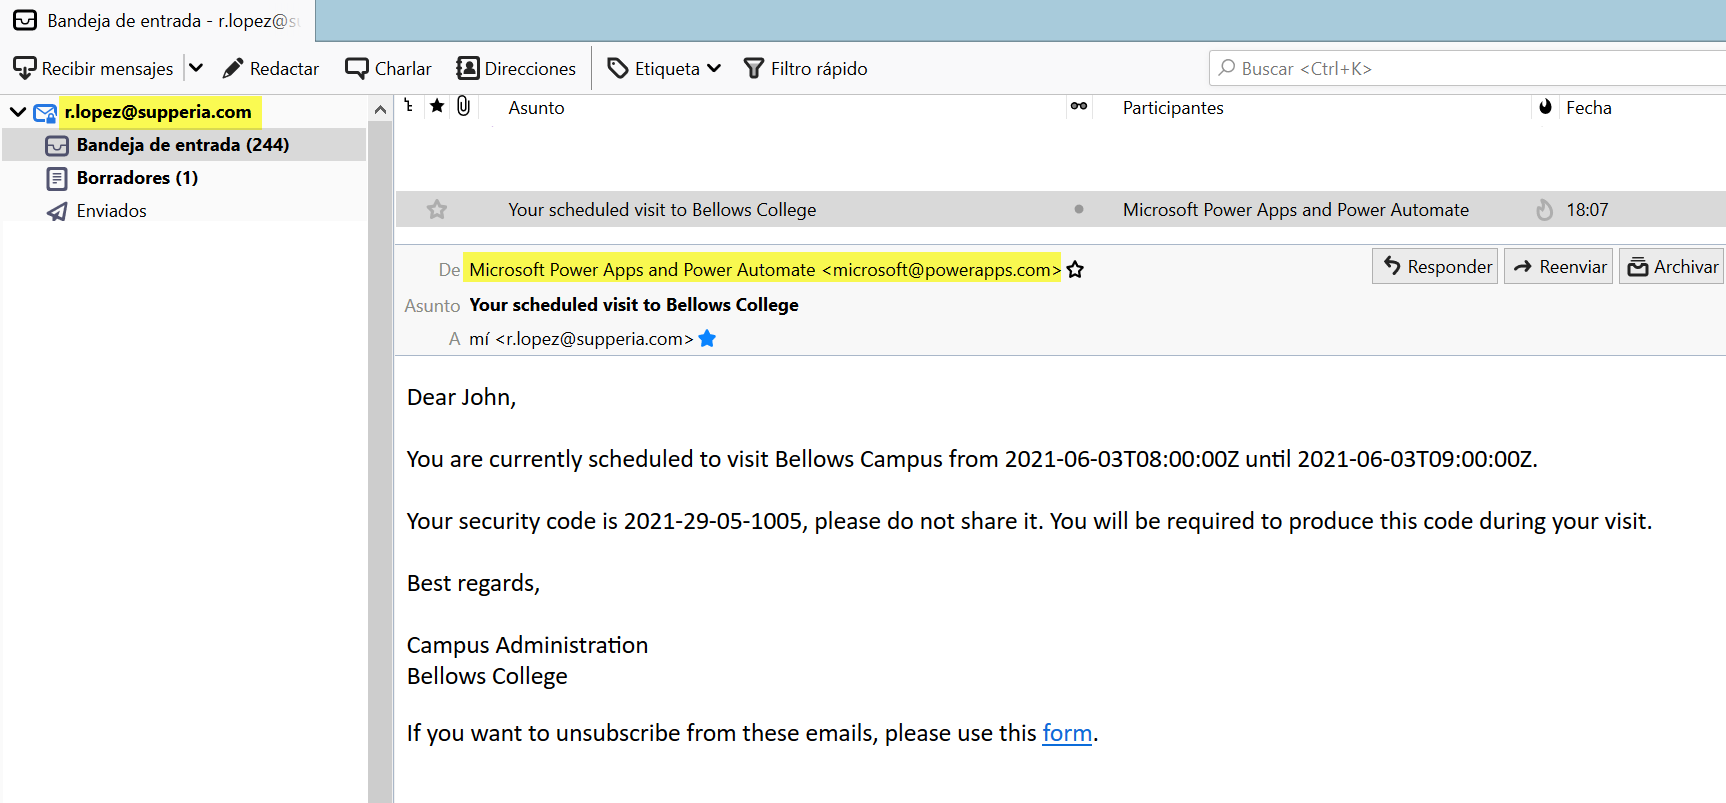 Bandeja de entrada - r.lopez@su
Recibir mensajes Redactar Charlar Direcciones Etiqueta Filtro rápido Buscar <Ctrl+K>
r.lopez@supperia.com
Bandeja de entrada (244)
Borradores (1)
Enviados
Asunto Participantes Fecha
Your scheduled visit to Bellows College Microsoft Power Apps and Power Automate 18:07
De Microsoft Power Apps and Power Automate <microsoft@powerapps.com> Responder Reenviar Archivar
Asunto Your scheduled visit to Bellows College
A mí <r.lopez@supperia.com>
Dear John,
You are currently scheduled to visit Bellows Campus from 2021-06-03T08:00:00Z until 2021-06-03T09:00:00Z.
Your security code is 2021-29-05-1005, please do not share it. You will be required to produce this code during your visit.
Best regards,
Campus Administration
Bellows College
If you want to unsubscribe from these emails, please use this form.